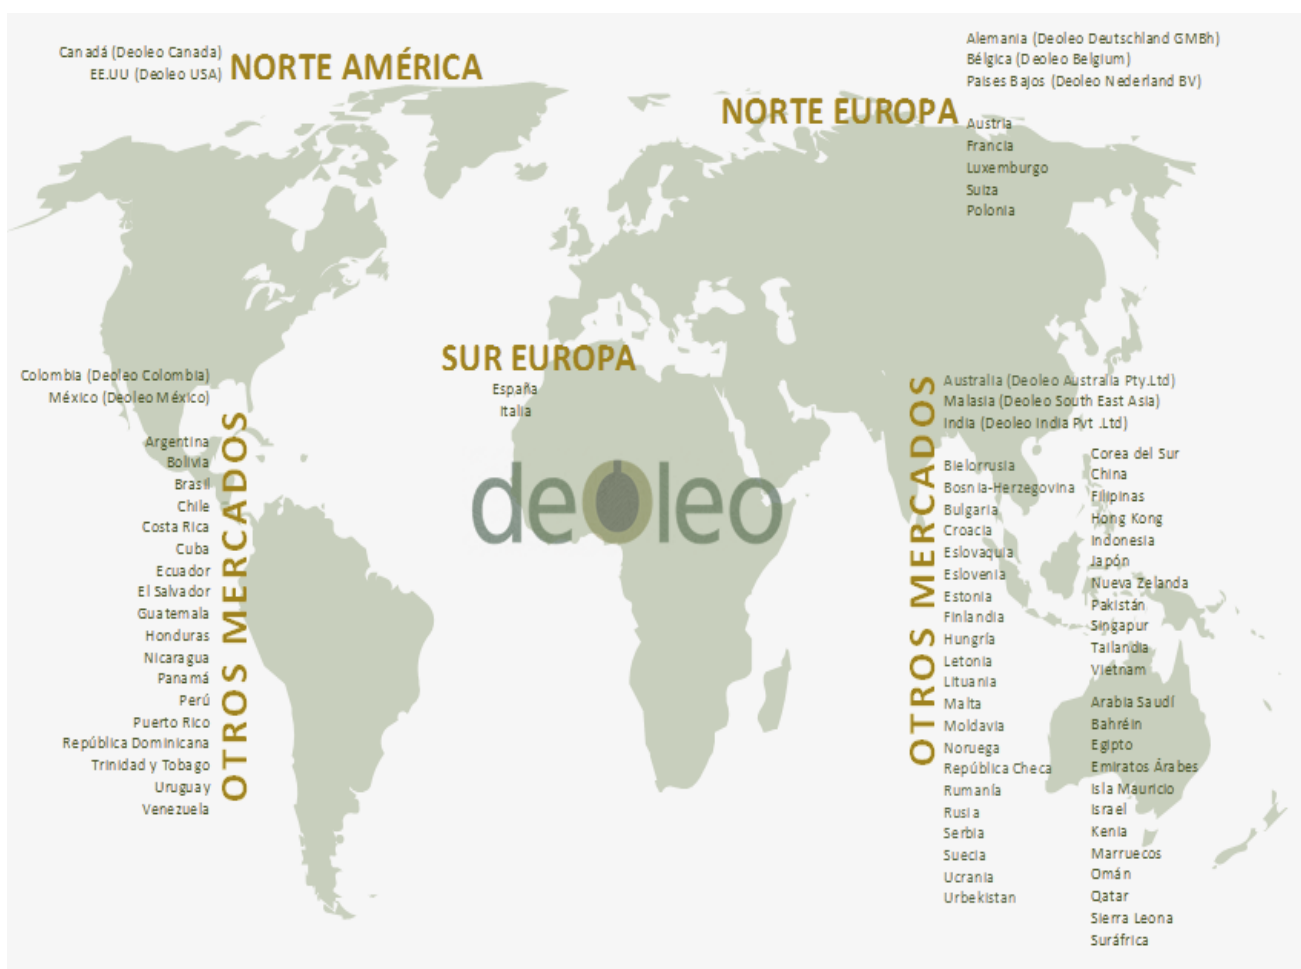 Canadá (Deoleo Canada)
EE.UU (Deoleo USA)
NORTE AMÉRICA
Alemania (Deoleo Deutschland GMBh)
Bélgica (Deoleo Belgium)
Paises Bajos (Deoleo Nederland BV)
NORTE EUROPA
Austria
Francia
Luxemburgo
Suiza
Polonia
SUR EUROPA
España
Italia
deOleo
Colombia (Deoleo Colombia)
México (Deoleo México)
OTROS MERCADOS
Argentina
Bolivia
Brasil
Chile
Costa Rica
Cuba
Ecuador
El Salvador
Guatemala
Honduras
Nicaragua
Panamá
Perú
Puerto Rico
República Dominicana
Trinidad y Tobago
Uruguay
Venezuela
OTROS MERCADOS
Australia (Deoleo Australia Pty.Ltd)
Malasia (Deoleo South East Asia)
India (Deoleo India Pvt .Ltd)
Bielorrusia
Bosnia-Herzegovina
Bulgaria
Croacia
Eslovaquia
Eslovenia
Estonia
Finlandia
Hungría
Letonia
Lituania
Malta
Moldavia
Noruega
República Checa
Rumanía
Rusia
Serbia
Suecia
Ucrania
Urbekistan
Corea del Sur
China
Filipinas
Hong Kong
Indonesia
Japón
Nueva Zelanda
Pakistán
Singapur
Tailandia
Vietnam
Arabia Saudí
Bahréin
Egipto
Emiratos Árabes
Isla Mauricio
Israel
Kenia
Marruecos
Omán
Qatar
Sierra Leona
Suráfrica